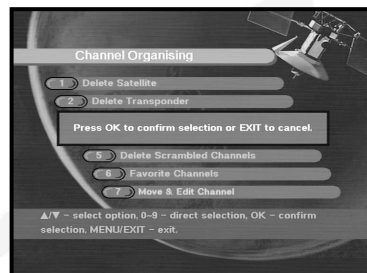 Channel Organising
1 Delete Satellite
2 Delete Transponder
Press OK to confirm selection or EXIT to cancel.
5 Delete Scrambled Channels
6 Favorite Channels
7 Move & Edit Channel
▲/▼ – select option, 0~9 – direct selection, OK – confirm
selection, MENU/EXIT – exit.